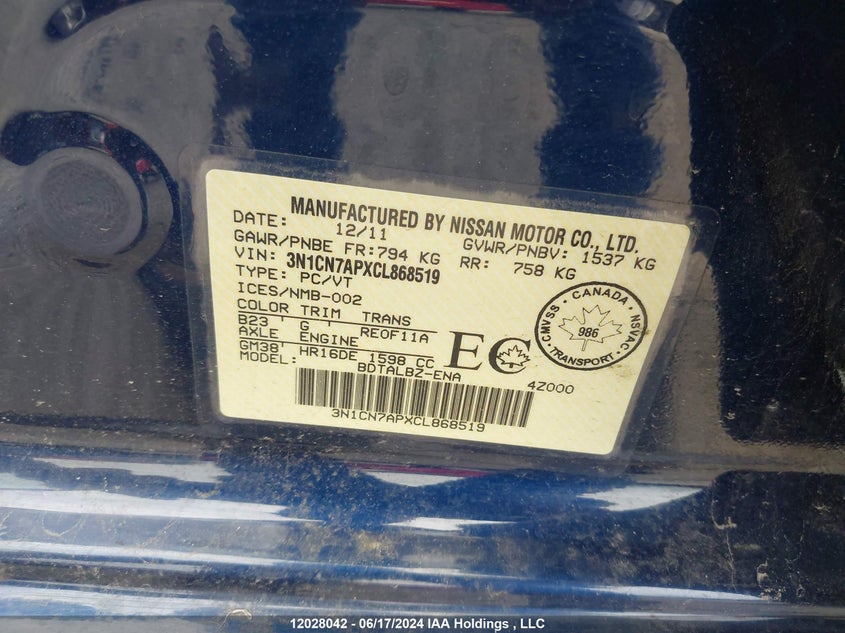 MANUFACTURED BY NISSAN MOTOR CO., LTD.
DATE: 12/11 GVWR/PNBV: 1537 KG
GAWR/PNBE FR:794 KG RR: 758 KG
VIN: 3N1CN7APXCL868519
TYPE: PC/VT
ICES/NMB-002
COLOR TRIM TRANS
B23 G REOF11A
AXLE ENGINE
GM38 HR16DE 1598 CC
MODEL: BDTALBZ-ENA
EC
4Z000
3N1CN7APXCL868519
CMVSS · CANADA · NSVAC
986
· TRANSPORT ·
12028042 - 06/17/2024 IAA Holdings , LLC